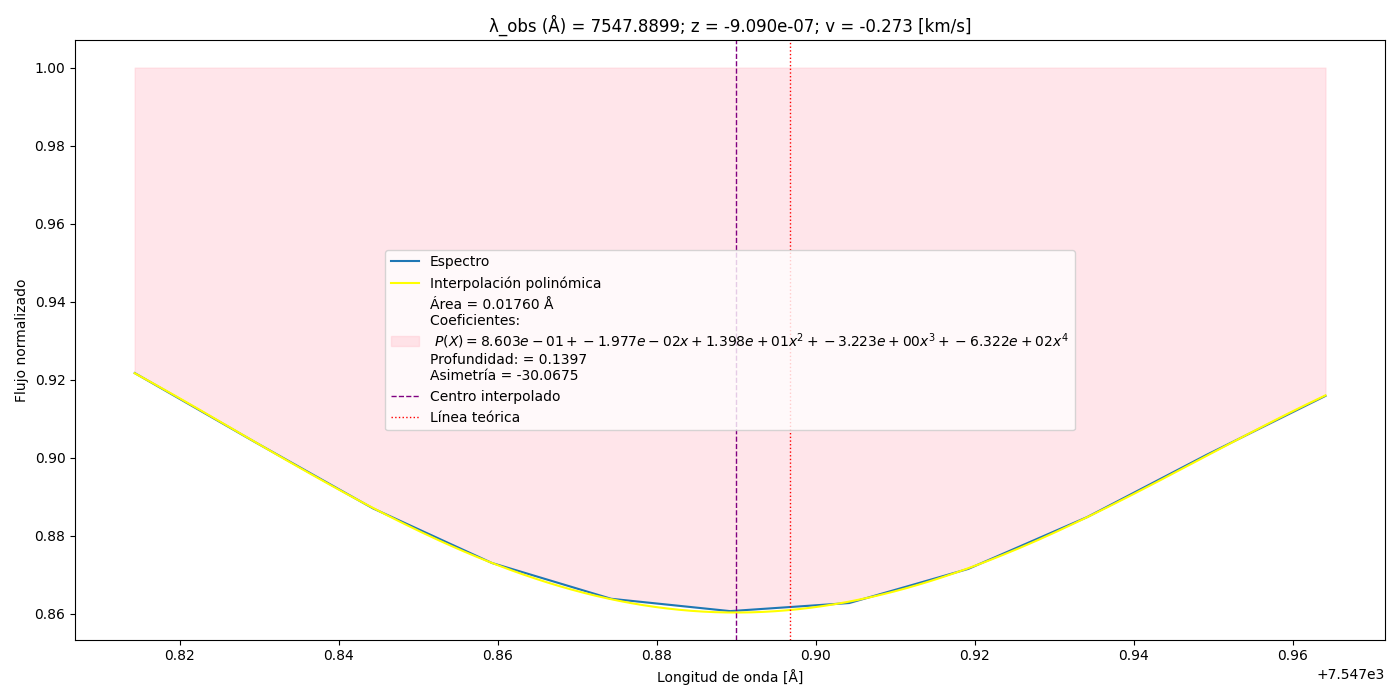 λ_obs (Å) = 7547.8899; z = -9.090e-07; v = -0.273 [km/s]
Flujo normalizado
1.00
0.98
0.96
0.94
0.92
0.90
0.88
0.86
Espectro
Interpolación polinómica
Área = 0.01760 Å
Coeficientes:
P(X) = 8.603e − 01 + −1.977e − 02x + 1.398e + 01x² + −3.223e + 00x³ + −6.322e + 02x⁴
Profundidad: = 0.1397
Asimetría = -30.0675
Centro interpolado
Línea teórica
0.82 0.84 0.86 0.88 0.90 0.92 0.94 0.96
+7.547e3
Longitud de onda [Å]